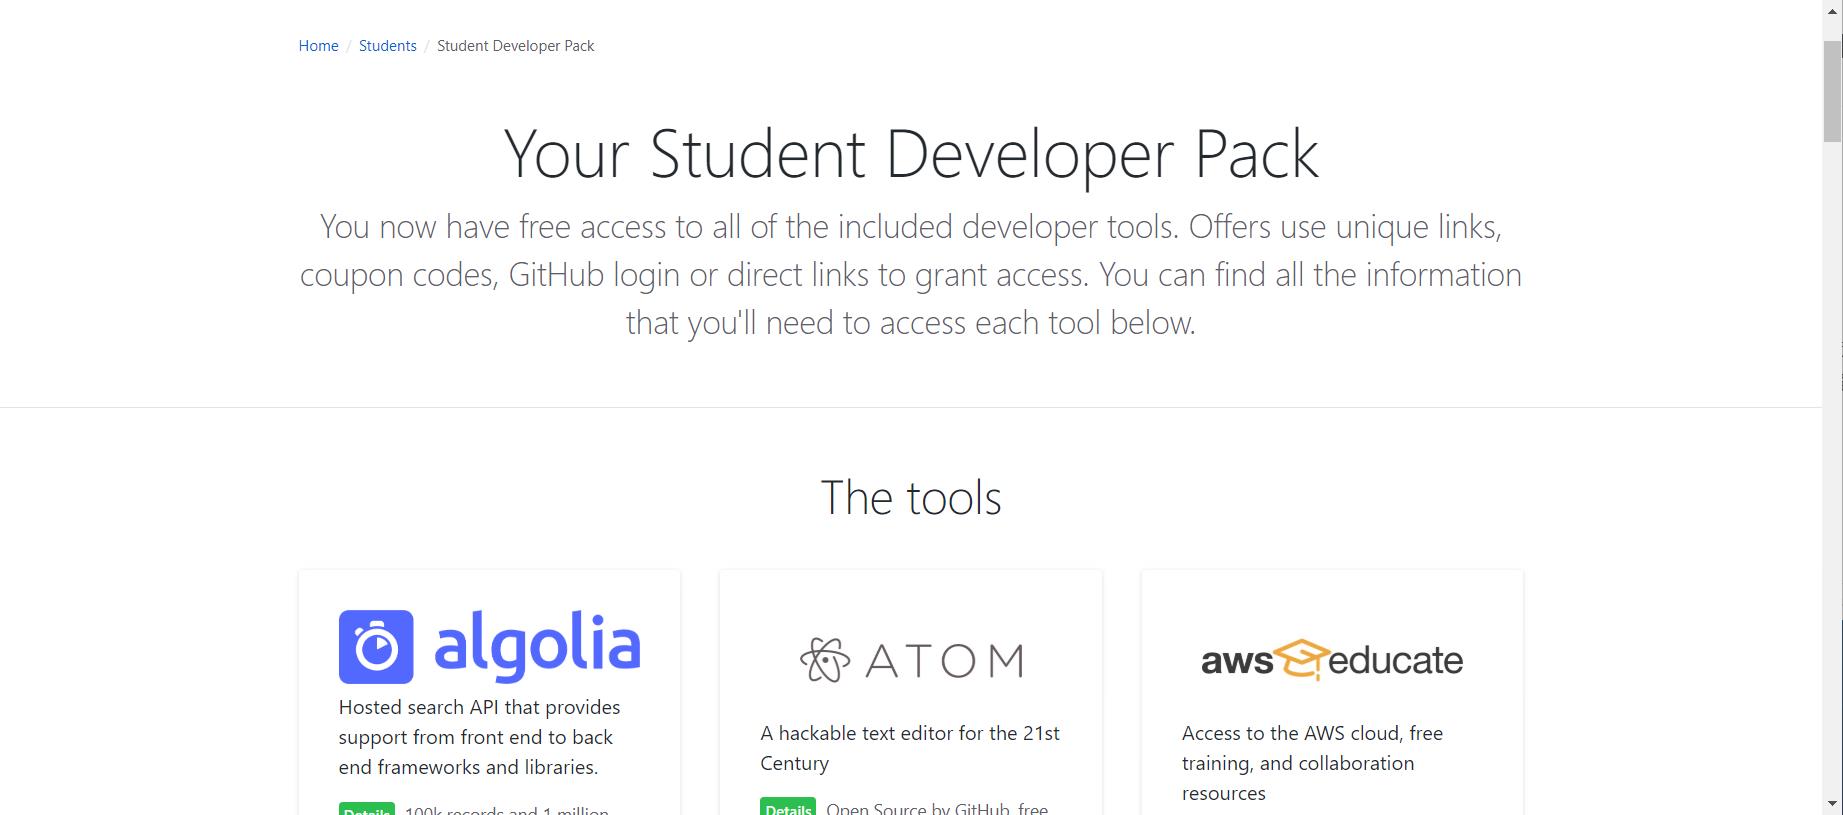 Home / Students / Student Developer Pack
Your Student Developer Pack
You now have free access to all of the included developer tools. Offers use unique links,
coupon codes, GitHub login or direct links to grant access. You can find all the information
that you'll need to access each tool below.
The tools
algolia
Hosted search API that provides
support from front end to back
end frameworks and libraries.
Details 100k records and 1 million
ATOM
A hackable text editor for the 21st
Century
Details Open Source by GitHub, free
aws educate
Access to the AWS cloud, free
training, and collaboration
resources